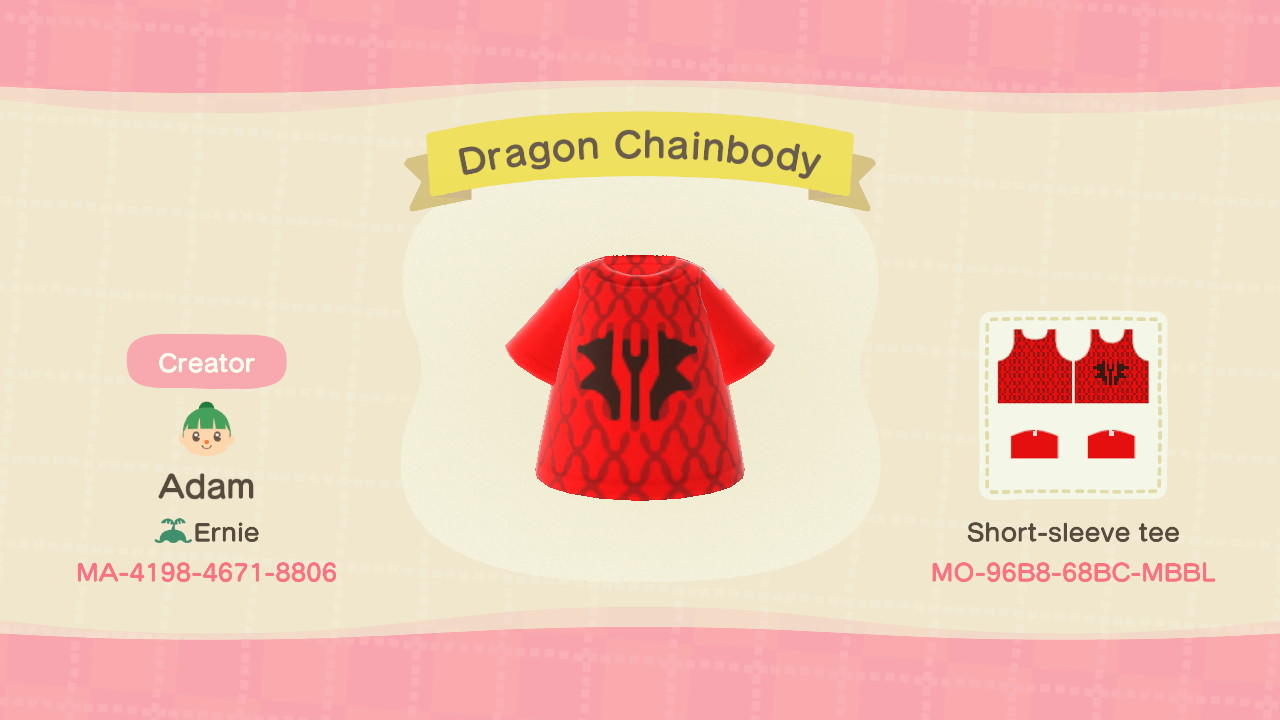 Dragon Chainbody
Creator
Adam
Ernie
MA-4198-4671-8806
Short-sleeve tee
MO-96B8-68BC-MBBL